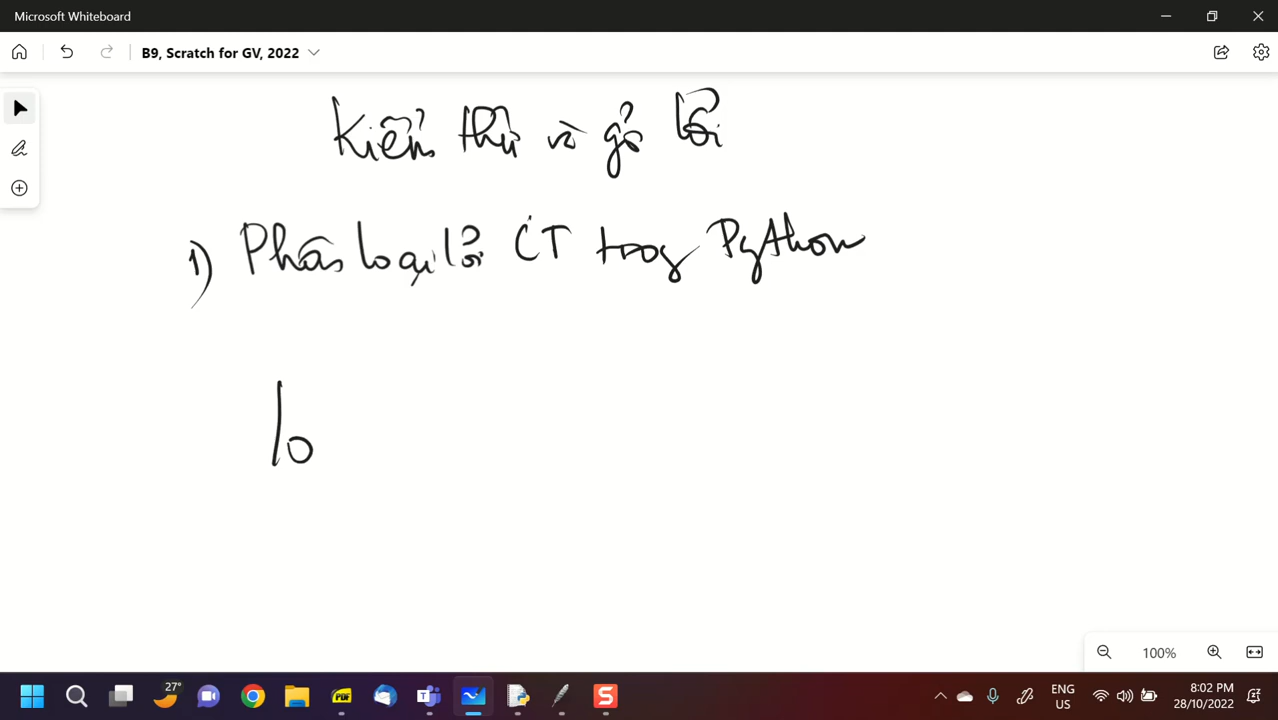 Microsoft Whiteboard
B9, Scratch for GV, 2022
Kiểm thử và gỡ lỗi
1) Phân loại lỗi CT trong Python
lo
100%
27°
ENG
US
8:02 PM
28/10/2022